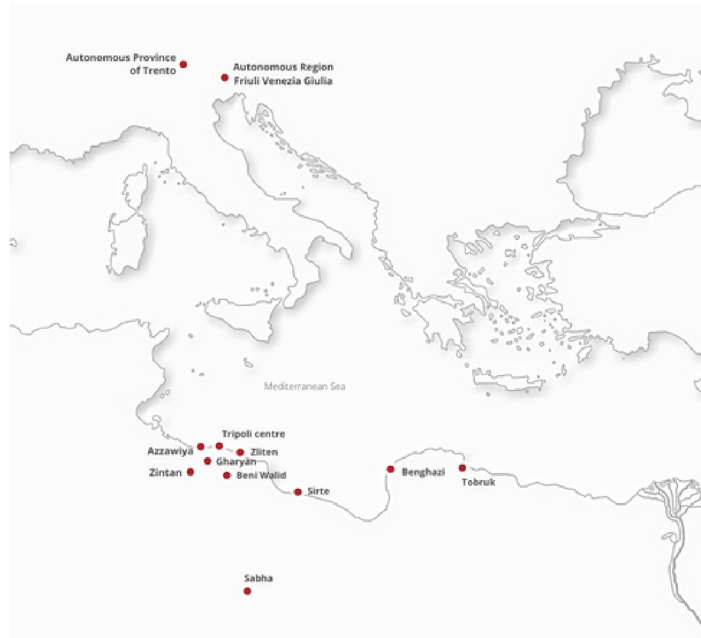 Autonomous Province
of Trento
Autonomous Region
Friuli Venezia Giulia
Mediterranean Sea
Tripoli centre
Azzawiya
Zliten
Gharyän
Zintan
Beni Walid
Benghazi
Tobruk
Sirte
Sabha